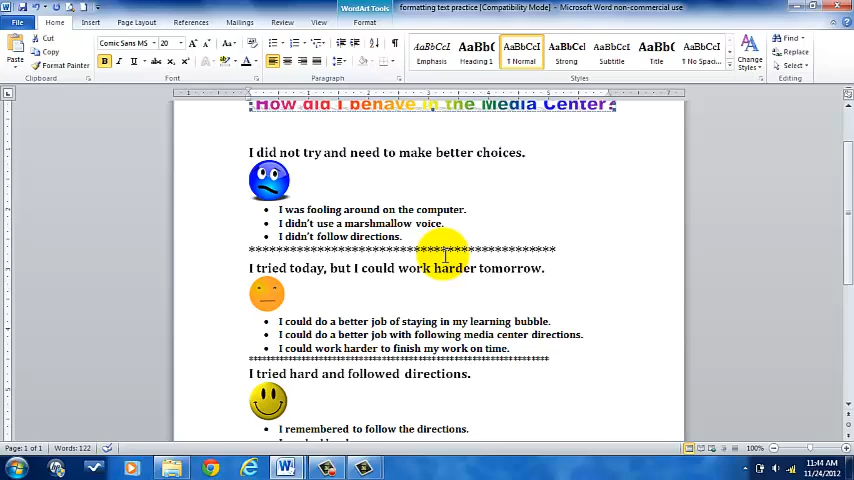 WordArt Tools
formatting text practice [Compatibility Mode] - Microsoft Word non-commercial use
File Home Insert Page Layout References Mailings Review View Format
Cut
Copy
Format Painter
Paste
Clipboard
Comic Sans MS 20
B I U abc
Font
Paragraph
AaBbCcI AaBbC AaBbCcI AaBbCcI AaBbCcI AaBbC AaBbCcI
Emphasis Heading 1 ¶ Normal Strong Subtitle Title ¶ No Spaci...
Styles
Change Styles
Find
Replace
Select
Editing
How did I behave in the Media Center?
I did not try and need to make better choices.
• I was fooling around on the computer.
• I didn't use a marshmallow voice.
• I didn't follow directions.
I tried today, but I could work harder tomorrow.
• I could do a better job of staying in my learning bubble.
• I could do a better job with following media center directions.
• I could work harder to finish my work on time.
I tried hard and followed directions.
• I remembered to follow the directions.
Page: 1 of 1 Words: 122
100%
11:44 AM
11/24/2012